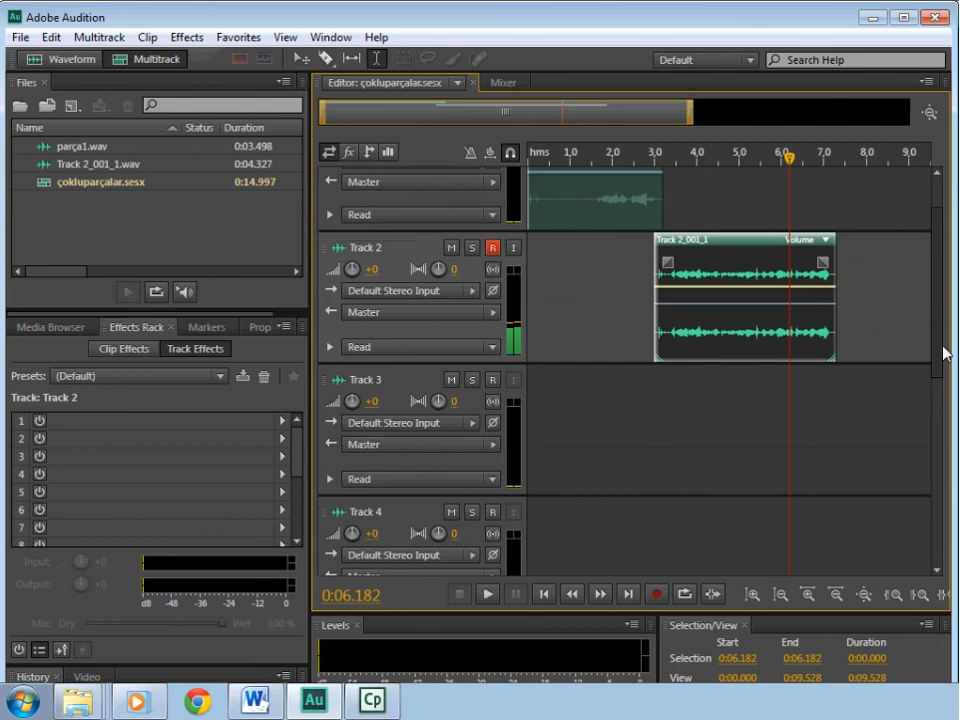 Au Adobe Audition
File Edit Multitrack Clip Effects Favorites View Window Help
Waveform Multitrack Default Search Help
Files Editor: çokluparçalar.sesx Mixer
Name Status Duration
parça1.wav 0:03.498
Track 2_001_1.wav 0:04.327
çokluparçalar.sesx 0:14.997
fx hms 1,0 2,0 3,0 4,0 5,0 6,0 7,0 8,0 9,0
Master
Read
Track 2 M S R I Track 2_001_1 Volume
+0 0
Default Stereo Input
Master
Read
Track 3 M S R I
+0 0
Default Stereo Input
Master
Read
Track 4 M S R I
+0 0
Default Stereo Input
Media Browser Effects Rack Markers Prop
Clip Effects Track Effects
Presets: (Default)
Track: Track 2
1
2
3
4
5
6
7
8
Input: +0
Output: +0
dB -48 -36 -24 -12 0
Mix: Dry Wet 100 %
0:06.182
History Video
Levels
Selection/View
Start End Duration
Selection 0:06.182 0:06.182 0:00.000
View 0:00.000 0:09.528 0:09.528
W Au Cp